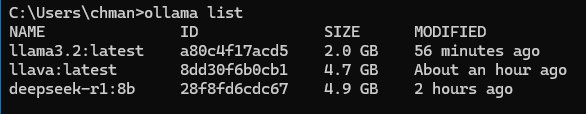 C:\Users\chman>ollama list
NAME ID SIZE MODIFIED
llama3.2:latest a80c4f17acd5 2.0 GB 56 minutes ago
llava:latest 8dd30f6b0cb1 4.7 GB About an hour ago
deepseek-r1:8b 28f8fd6cdc67 4.9 GB 2 hours ago